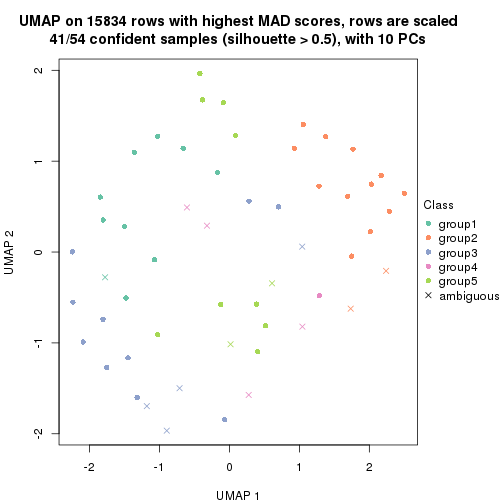 UMAP on 15834 rows with highest MAD scores, rows are scaled
41/54 confident samples (silhouette > 0.5), with 10 PCs
2
1
0
-1
-2
UMAP 2
-2
-1
0
1
2
UMAP 1
Class
group1
group2
group3
group4
group5
ambiguous